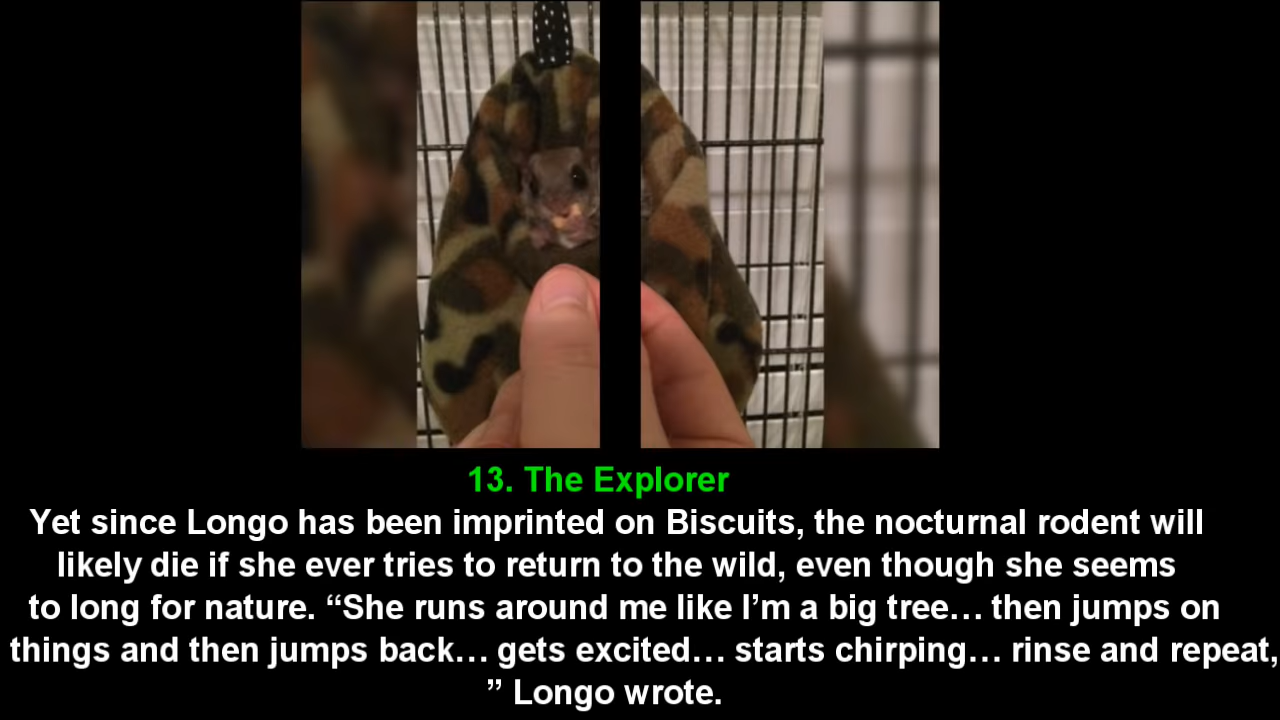 13. The Explorer
Yet since Longo has been imprinted on Biscuits, the nocturnal rodent will
likely die if she ever tries to return to the wild, even though she seems
to long for nature. “She runs around me like I’m a big tree… then jumps on
things and then jumps back… gets excited… starts chirping… rinse and repeat,
” Longo wrote.